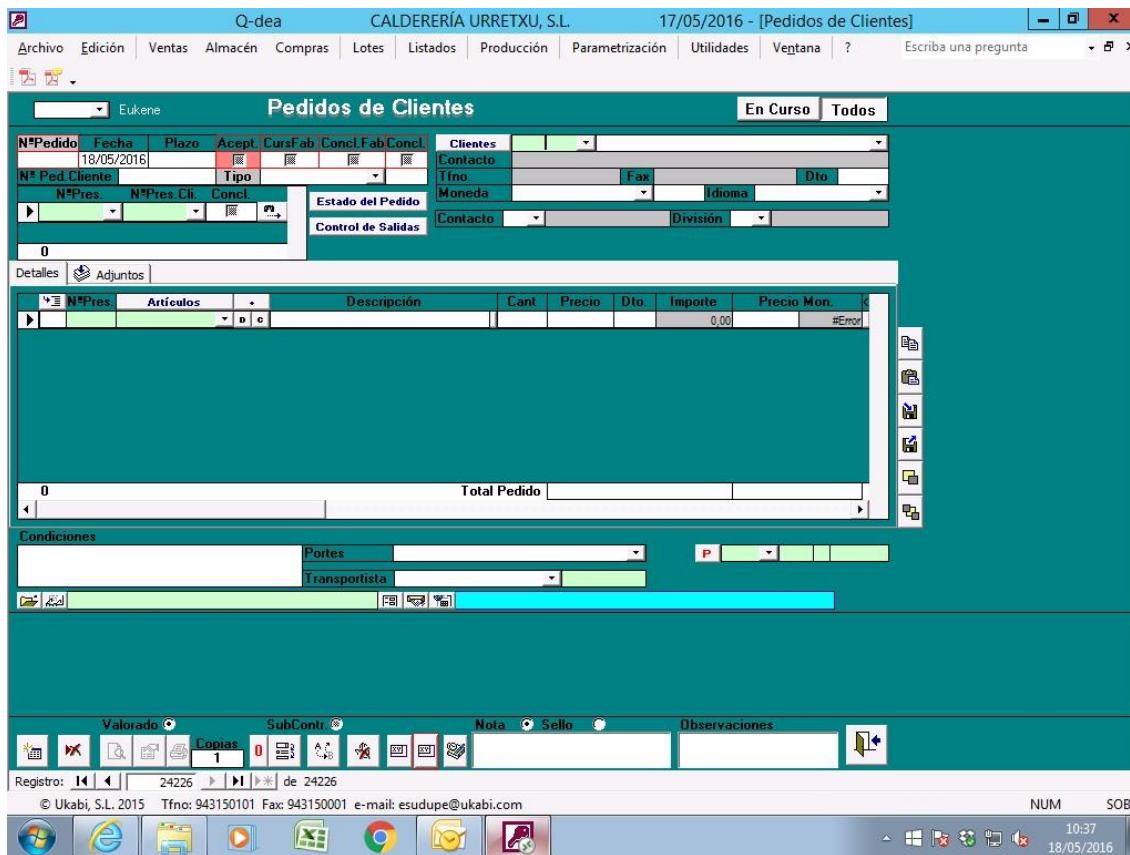 Q-dea CALDERERÍA URRETXU, S.L. 17/05/2016 - [Pedidos de Clientes]
Archivo Edición Ventas Almacén Compras Lotes Listados Producción Parametrización Utilidades Ventana ? Escriba una pregunta
Eukene Pedidos de Clientes En Curso Todos
NºPedido Fecha Plazo Acept. CursFab Concl.Fab Concl. Clientes
18/05/2016 Contacto
Nº Ped.Cliente Tipo Tfno. Fax Dto
NºPres. NºPres.Cli. Concl. Estado del Pedido Moneda Idioma
Control de Salidas Contacto División
0
Detalles Adjuntos
NºPres. Artículos + Descripción Cant Precio Dto. Importe Precio Mon. <
D C 0,00 #Error
0 Total Pedido
Condiciones
Portes P
Transportista
Valorado SubContr. Nota Sello Observaciones
Copias
1 0
Registro: 24226 de 24226
© Ukabi, S.L. 2015 Tfno: 943150101 Fax: 943150001 e-mail: esudupe@ukabi.com NUM SOB
10:37
18/05/2016